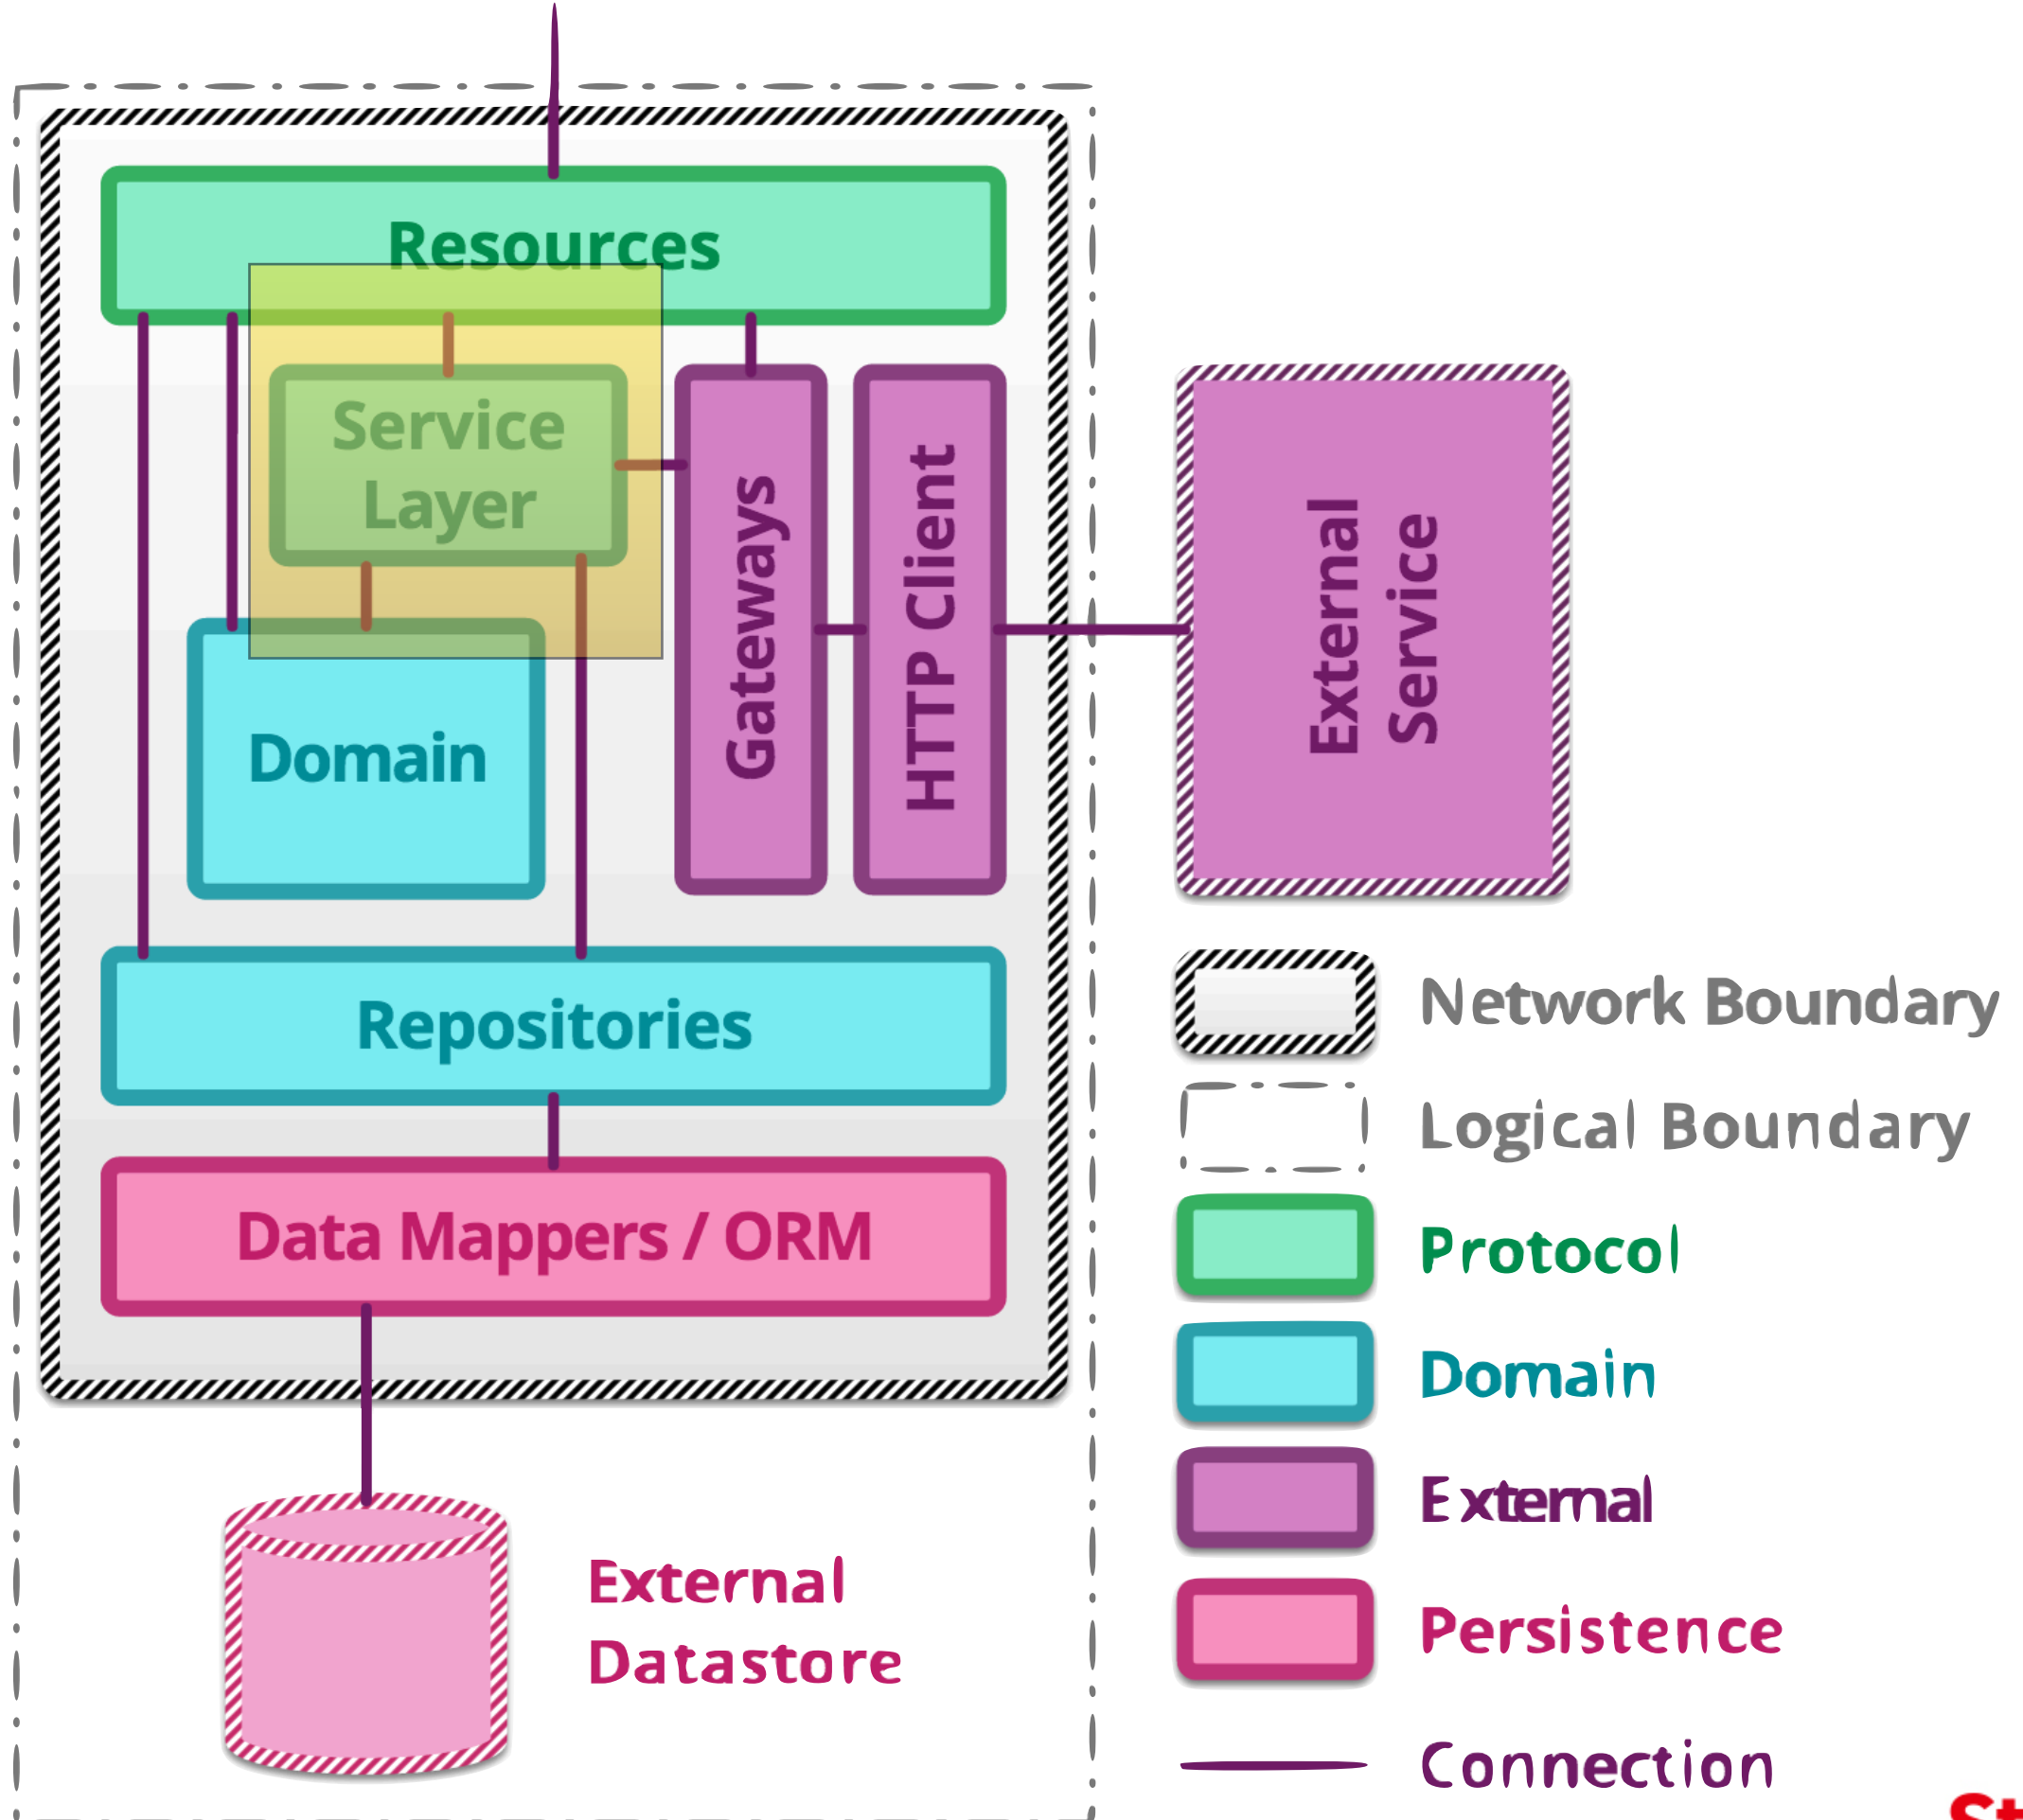 Resources
Service
Layer
Gateways
HTTP Client
External
Service
Domain
Repositories
Data Mappers / ORM
External
Datastore
Network Boundary
Logical Boundary
Protocol
Domain
External
Persistence
Connection